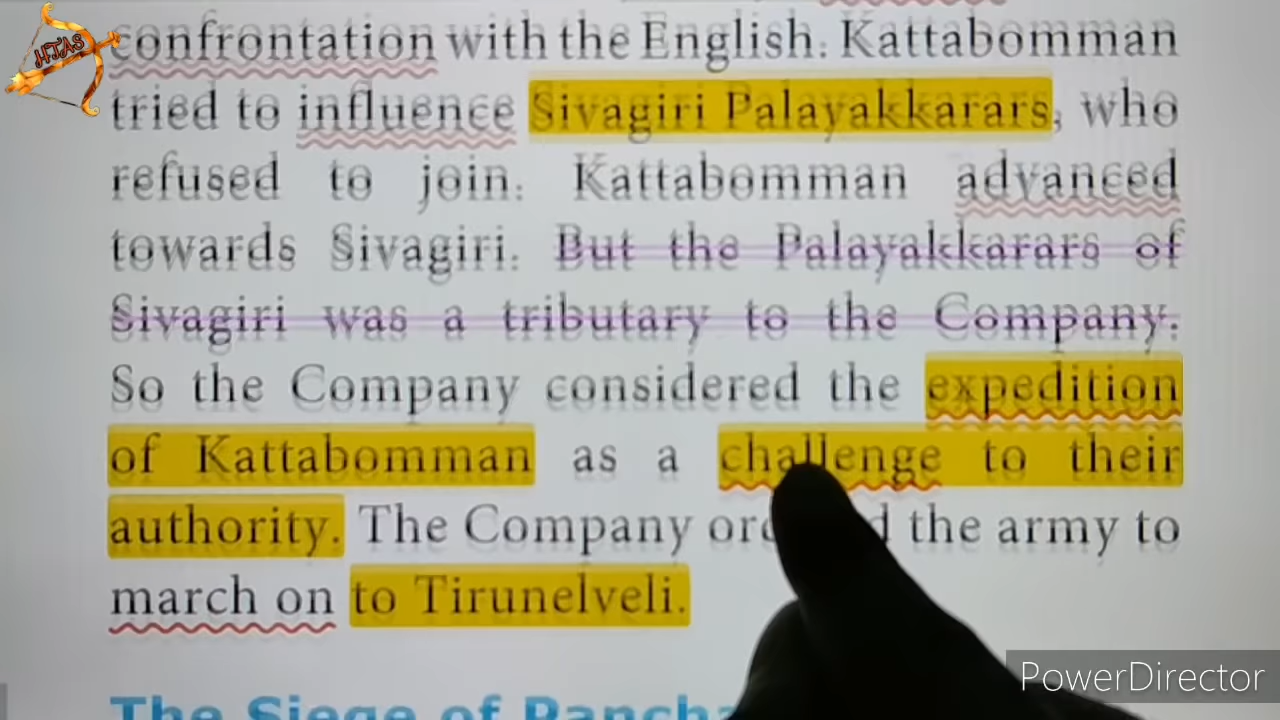 HTAS
confrontation with the English. Kattabomman
tried to influence Sivagiri Palayakkarars, who
refused to join. Kattabomman advanced
towards Sivagiri. But the Palayakkarars of
Sivagiri was a tributary to the Company.
So the Company considered the expedition
of Kattabomman as a challenge to their
authority. The Company the army to
march on to Tirunelveli.
The Siege of
PowerDirector